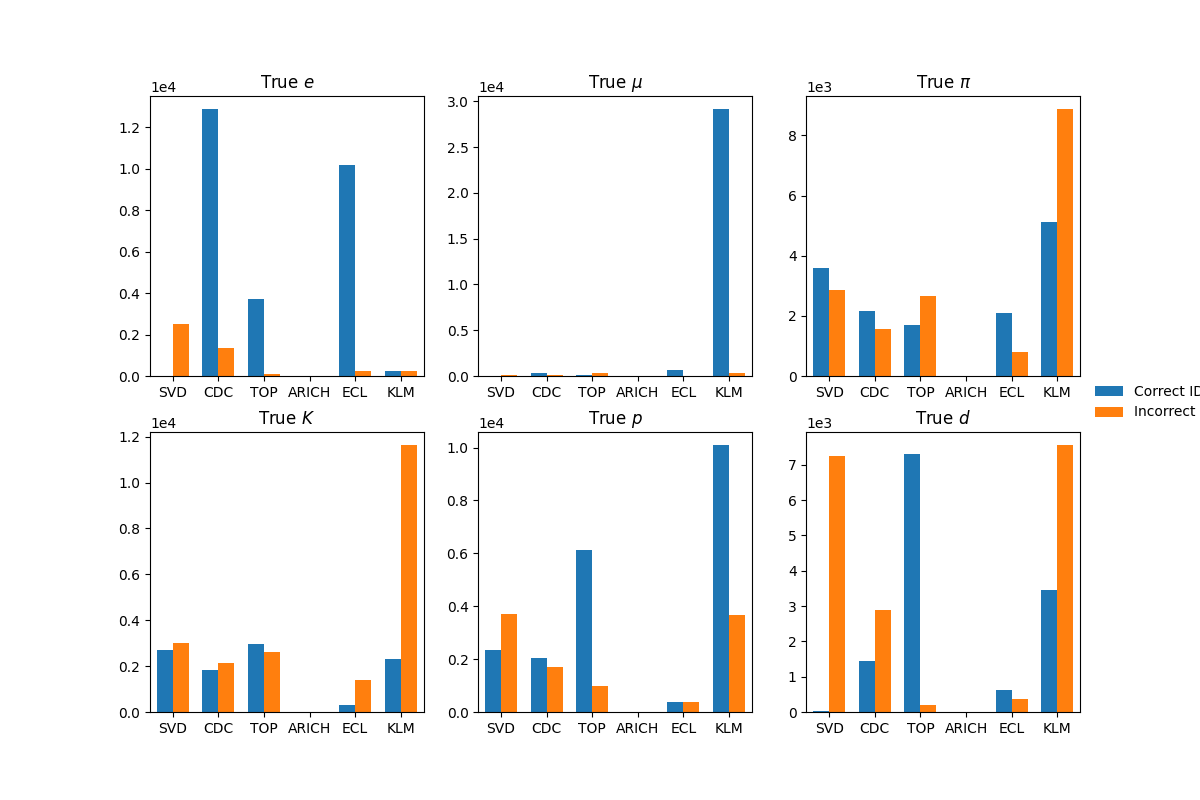 True e
1e4
1.2
1.0
0.8
0.6
0.4
0.2
0.0
SVD CDC TOP ARICH ECL KLM
True μ
1e4
3.0
2.5
2.0
1.5
1.0
0.5
0.0
SVD CDC TOP ARICH ECL KLM
True π
1e3
8
6
4
2
0
SVD CDC TOP ARICH ECL KLM
Correct ID
Incorrect
True K
1e4
1.2
1.0
0.8
0.6
0.4
0.2
0.0
SVD CDC TOP ARICH ECL KLM
True p
1e4
1.0
0.8
0.6
0.4
0.2
0.0
SVD CDC TOP ARICH ECL KLM
True d
1e3
7
6
5
4
3
2
1
0
SVD CDC TOP ARICH ECL KLM